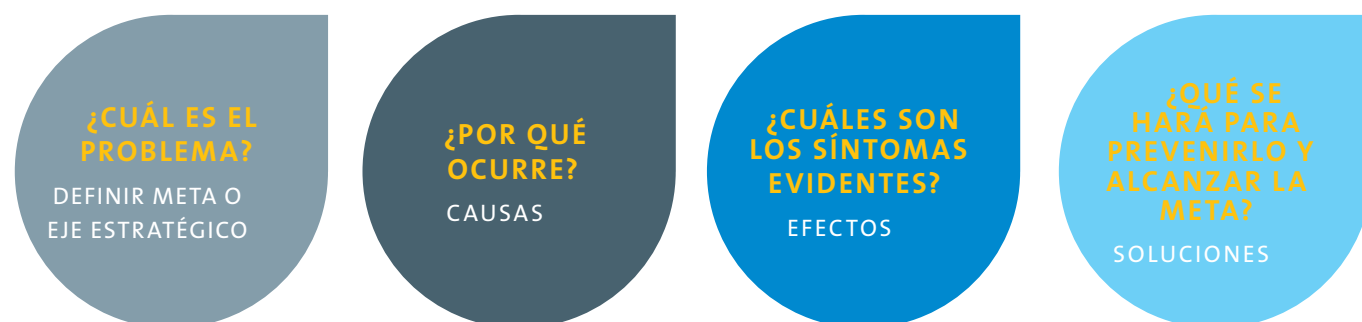 ¿CUÁL ES EL
PROBLEMA?
DEFINIR META O
EJE ESTRATÉGICO
¿POR QUÉ
OCURRE?
CAUSAS
¿CUÁLES SON
LOS SÍNTOMAS
EVIDENTES?
EFECTOS
¿QUÉ SE
HARÁ PARA
PREVENIRLO Y
ALCANZAR LA
META?
SOLUCIONES